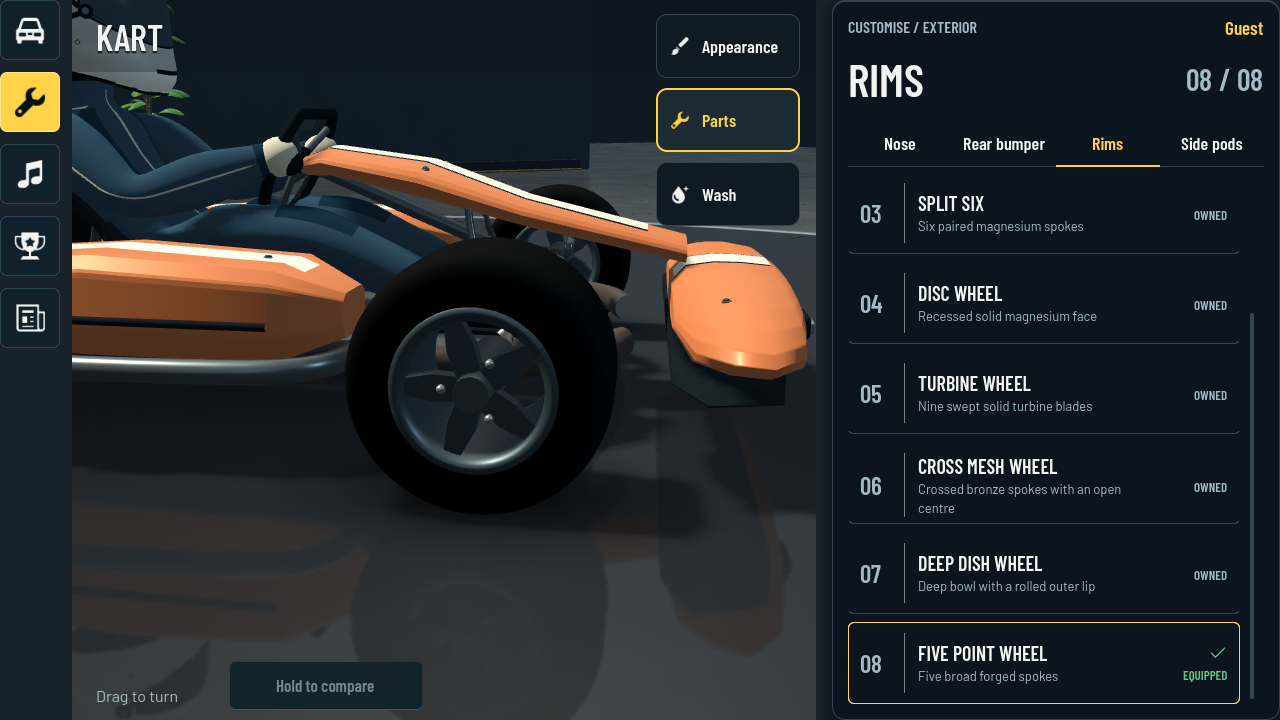 KART
Appearance
Parts
Wash
Drag to turn
Hold to compare
CUSTOMISE / EXTERIOR
Guest
RIMS
08 / 08
Nose
Rear bumper
Rims
Side pods
03
SPLIT SIX
Six paired magnesium spokes
OWNED
04
DISC WHEEL
Recessed solid magnesium face
OWNED
05
TURBINE WHEEL
Nine swept solid turbine blades
OWNED
06
CROSS MESH WHEEL
Crossed bronze spokes with an open
centre
OWNED
07
DEEP DISH WHEEL
Deep bowl with a rolled outer lip
OWNED
08
FIVE POINT WHEEL
Five broad forged spokes
EQUIPPED